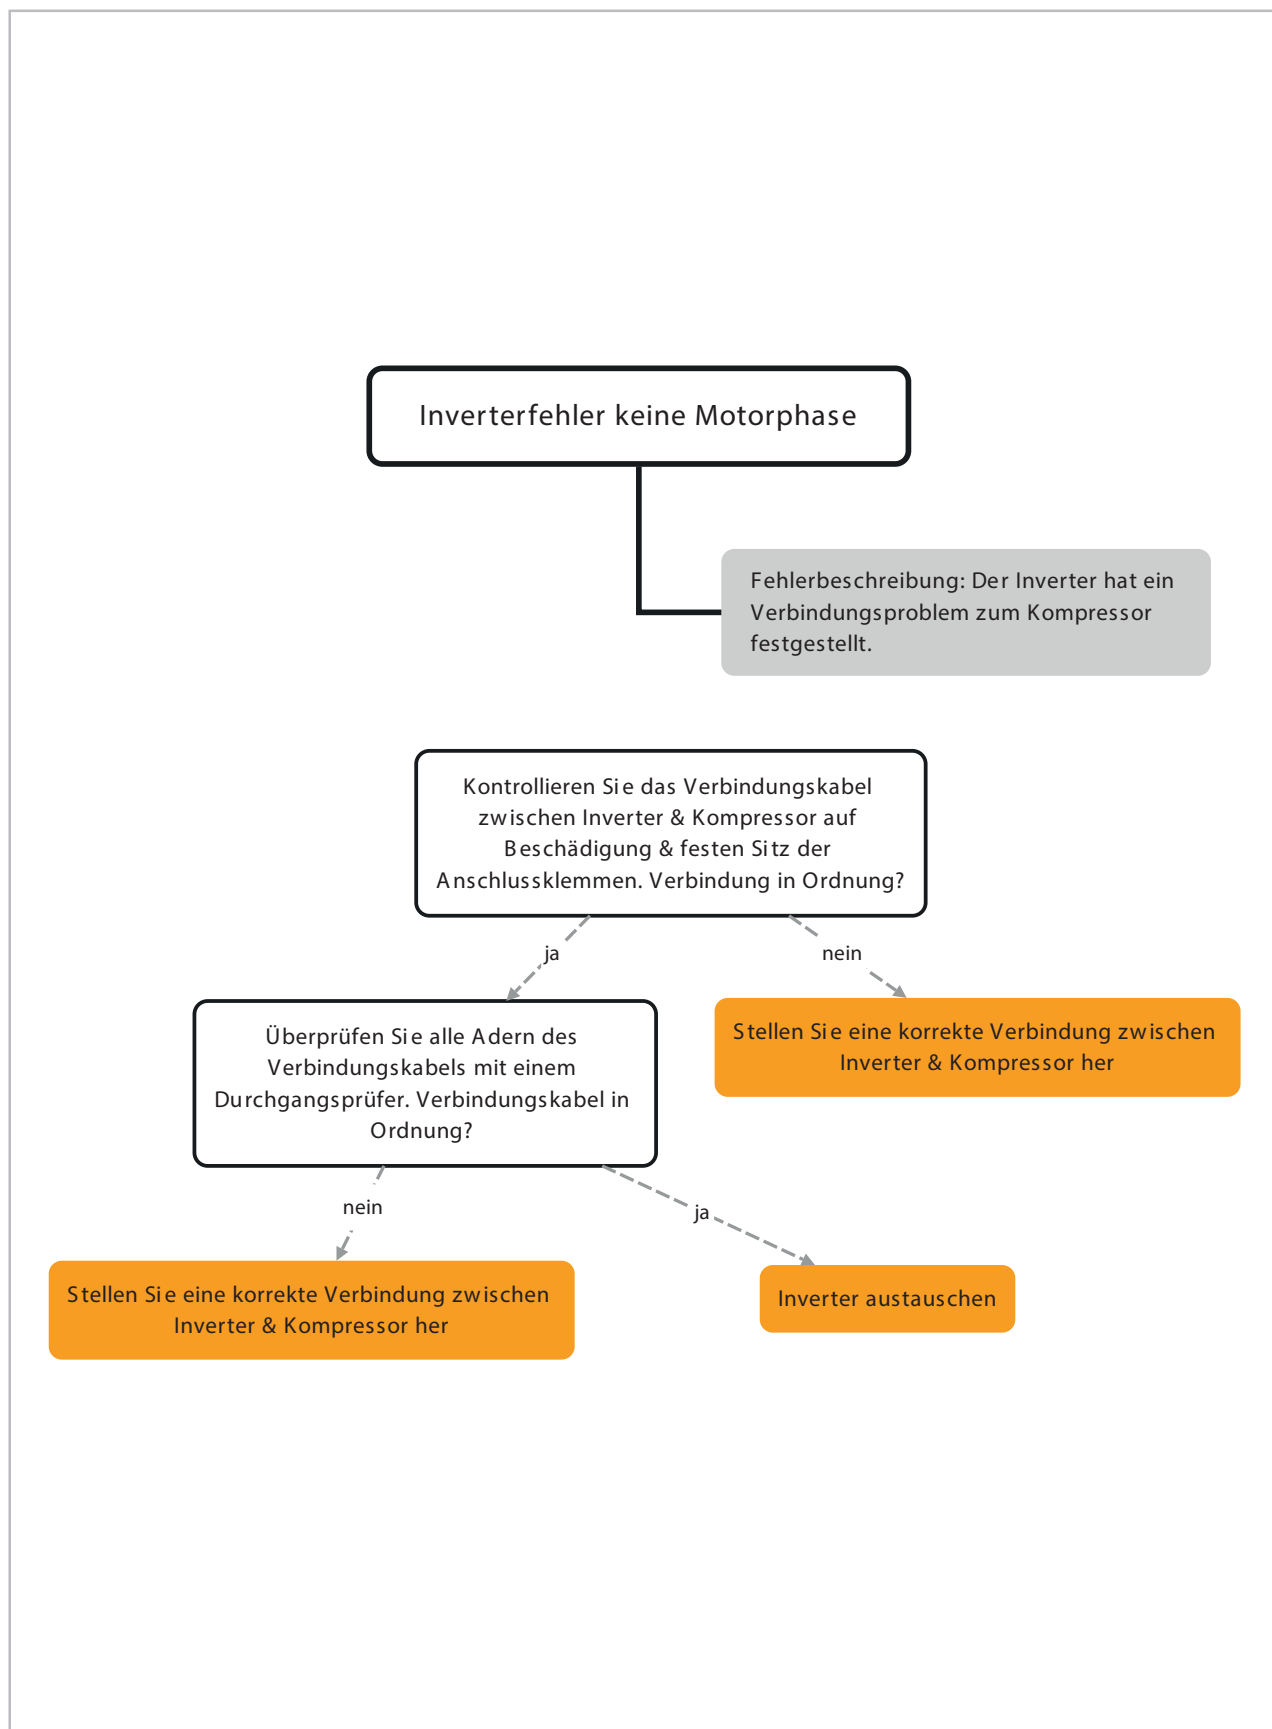 Inverterfehler keine Motorphase
Fehlerbeschreibung: Der Inverter hat ein
Verbindungsproblem zum Kompressor
festgestellt.
Kontrollieren Sie das Verbindungskabel
zwischen Inverter & Kompressor auf
Beschädigung & festen Sitz der
Anschlussklemmen. Verbindung in Ordnung?
ja
nein
Überprüfen Sie alle Adern des
Verbindungskabels mit einem
Durchgangsprüfer. Verbindungskabel in
Ordnung?
Stellen Sie eine korrekte Verbindung zwischen
Inverter & Kompressor her
nein
ja
Stellen Sie eine korrekte Verbindung zwischen
Inverter & Kompressor her
Inverter austauschen